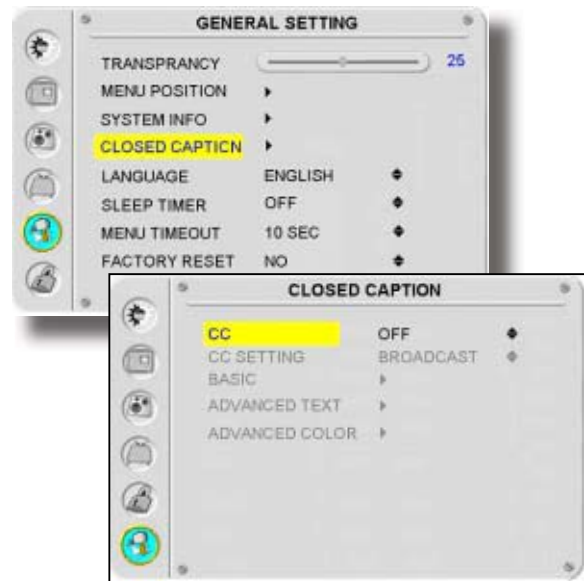 GENERAL SETTING
TRANSPRANCY 25
MENU POSITION
SYSTEM INFO
CLOSED CAPTION
LANGUAGE ENGLISH
SLEEP TIMER OFF
MENU TIMEOUT 10 SEC
FACTORY RESET NO
CLOSED CAPTION
CC OFF
CC SETTING BROADCAST
BASIC
ADVANCED TEXT
ADVANCED COLOR